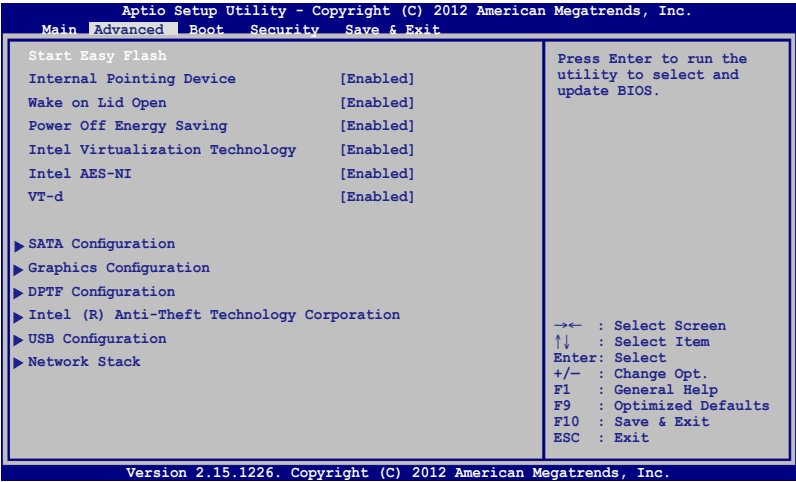 Aptio Setup Utility - Copyright (C) 2012 American Megatrends, Inc.
Main Advanced Boot Security Save & Exit
Start Easy Flash
Internal Pointing Device [Enabled]
Wake on Lid Open [Enabled]
Power Off Energy Saving [Enabled]
Intel Virtualization Technology [Enabled]
Intel AES-NI [Enabled]
VT-d [Enabled]
SATA Configuration
Graphics Configuration
DPTF Configuration
Intel (R) Anti-Theft Technology Corporation
USB Configuration
Network Stack
Press Enter to run the
utility to select and
update BIOS.
→← : Select Screen
↑↓ : Select Item
Enter: Select
+/— : Change Opt.
F1 : General Help
F9 : Optimized Defaults
F10 : Save & Exit
ESC : Exit
Version 2.15.1226. Copyright (C) 2012 American Megatrends, Inc.